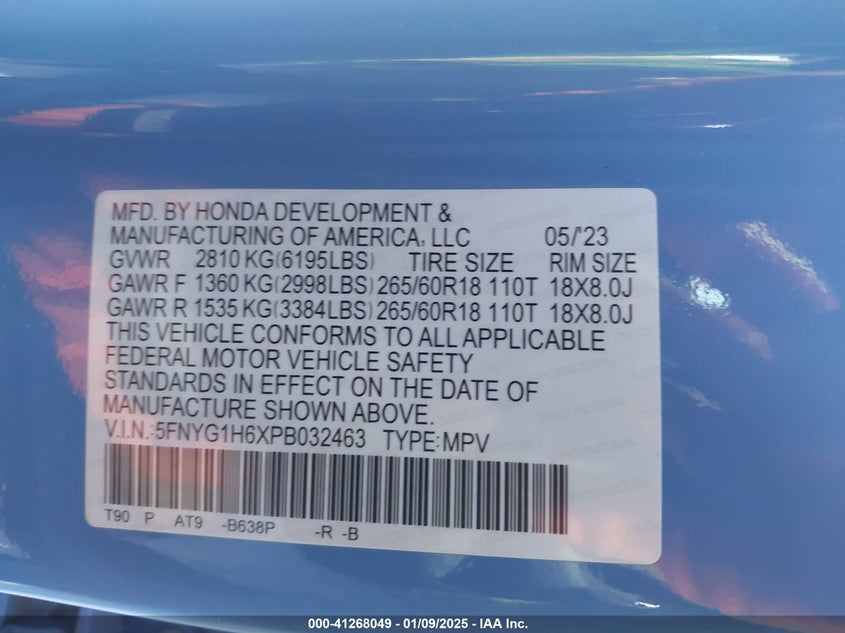 MFD. BY HONDA DEVELOPMENT &
MANUFACTURING OF AMERICA, LLC 05/'23
GVWR 2810 KG(6195LBS) TIRE SIZE RIM SIZE
GAWR F 1360 KG(2998LBS) 265/60R18 110T 18X8.0J
GAWR R 1535 KG(3384LBS) 265/60R18 110T 18X8.0J
THIS VEHICLE CONFORMS TO ALL APPLICABLE
FEDERAL MOTOR VEHICLE SAFETY
STANDARDS IN EFFECT ON THE DATE OF
MANUFACTURE SHOWN ABOVE.
V.I.N.:5FNYG1H6XPB032463 TYPE:MPV
T90 P AT9 -B638P -R -B
000-41268049 — 01/09/2025 — IAA Inc.